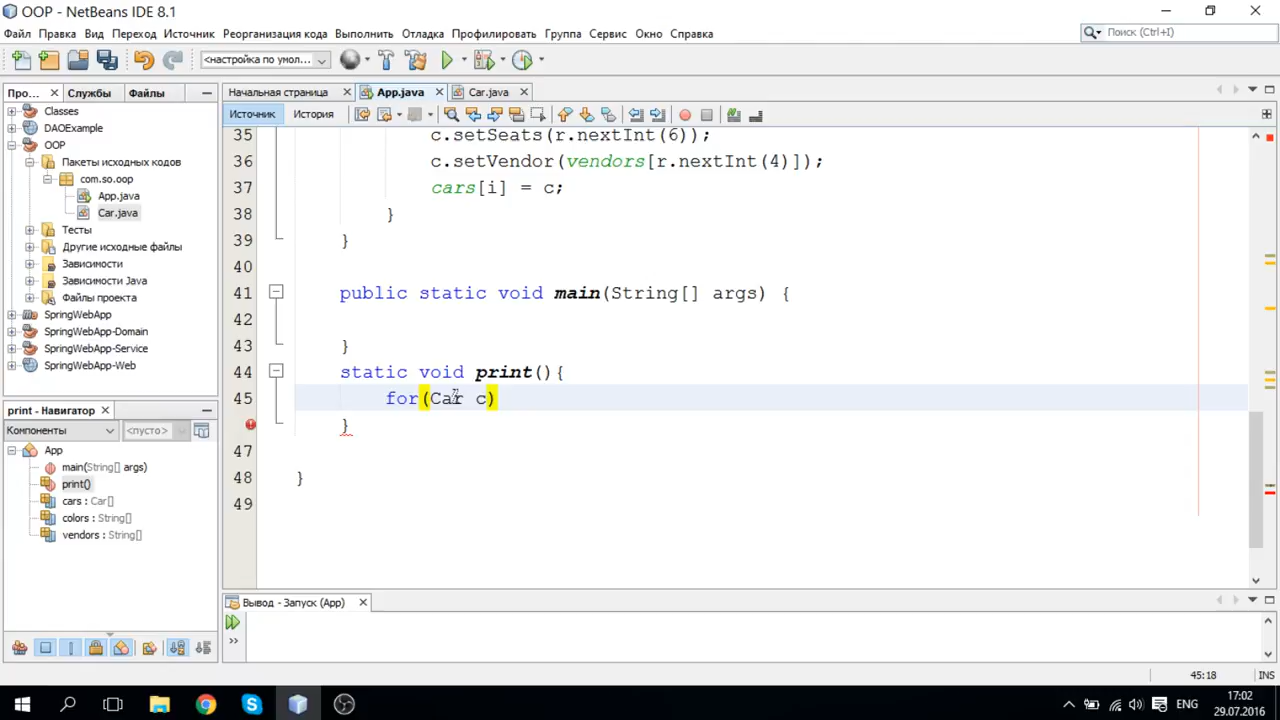 OOP - NetBeans IDE 8.1
Файл Правка Вид Переход Источник Реорганизация кода Выполнить Отладка Профилировать Группа Сервис Окно Справка
Поиск (Ctrl+I)
<настройка по умол...
Про... Службы Файлы
Начальная страница App.java Car.java
Источник История
Classes
DAOExample
OOP
Пакеты исходных кодов
com.so.oop
App.java
Car.java
Тесты
Другие исходные файлы
Зависимости
Зависимости Java
Файлы проекта
SpringWebApp
SpringWebApp-Domain
SpringWebApp-Service
SpringWebApp-Web
35 c.setSeats(r.nextInt(6));
36 c.setVendor(vendors[r.nextInt(4)]);
37 cars[i] = c;
38 }
39 }
40
41 public static void main(String[] args) {
42
43 }
44 static void print(){
45 for(Car c)
}
47
48 }
49
print - Навигатор
Компоненты <пусто>
App
main(String[] args)
print()
cars : Car[]
colors : String[]
vendors : String[]
Вывод - Запуск (App)
45:18 INS
ENG
17:02
29.07.2016